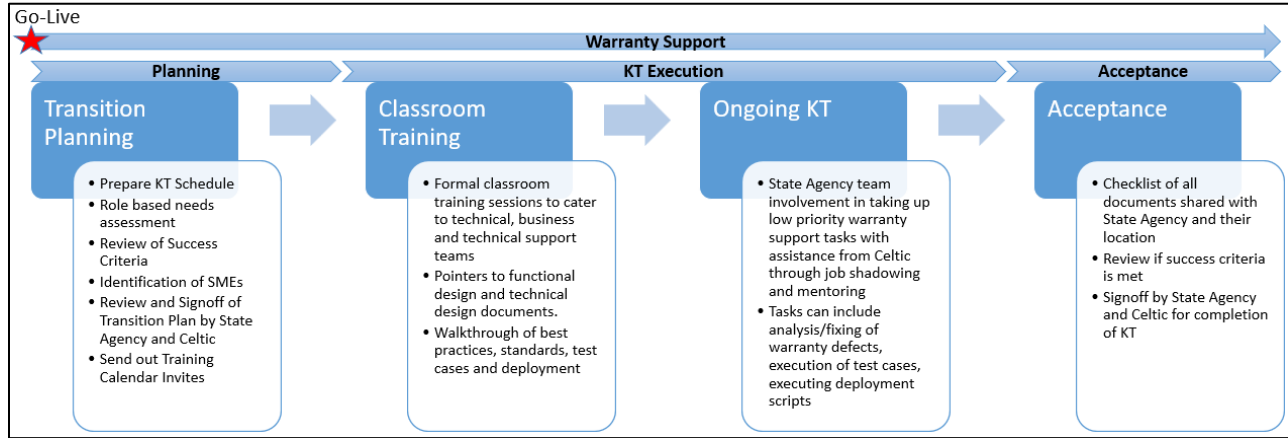 Go-Live
Warranty Support
Planning
KT Execution
Acceptance
Transition
Planning
• Prepare KT Schedule
• Role based needs
assessment
• Review of Success
Criteria
• Identification of SMEs
• Review and Signoff of
Transition Plan by State
Agency and Celtic
• Send out Training
Calendar Invites
Classroom
Training
• Formal classroom
training sessions to cater
to technical, business
and technical support
teams
• Pointers to functional
design and technical
design documents.
• Walkthrough of best
practices, standards, test
cases and deployment
Ongoing KT
• State Agency team
involvement in taking up
low priority warranty
support tasks with
assistance from Celtic
through job shadowing
and mentoring
• Tasks can include
analysis/fixing of
warranty defects,
execution of test cases,
executing deployment
scripts
Acceptance
• Checklist of all
documents shared with
State Agency and their
location
• Review if success criteria
is met
• Signoff by State Agency
and Celtic for completion
of KT